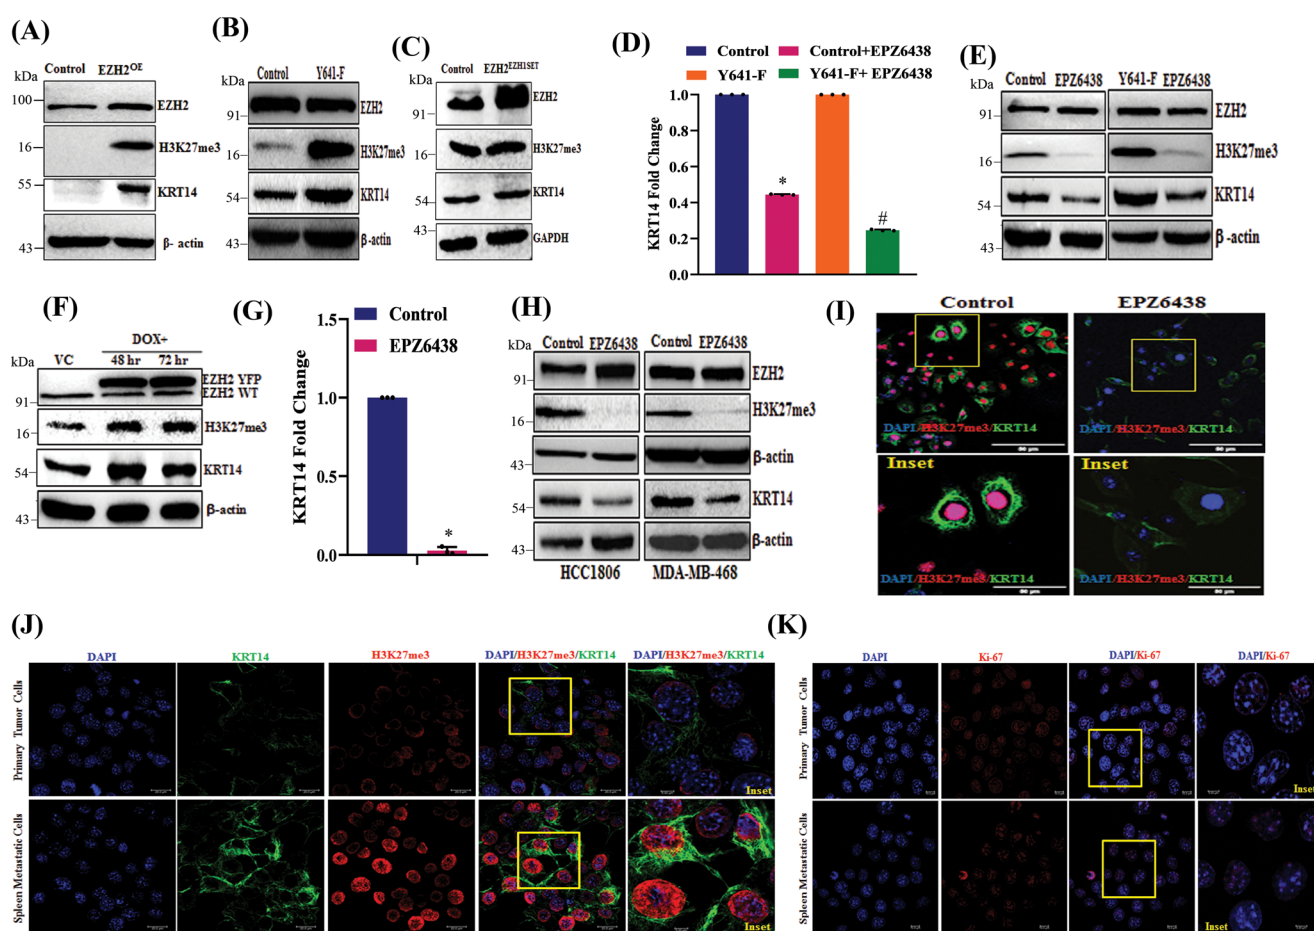 (A)
kDa
Control EZH2OE
100
EZH2
16
H3K27me3
55
KRT14
43
β- actin
(B)
kDa
Control Y641-F
EZH2
91
16
H3K27me3
54
KRT14
43
β-actin
(C)
kDa
Control EZH2EZH1SET
EZH2
91
16
H3K27me3
54
KRT14
43
GAPDH
(D)
Control
Control+EPZ6438
Y641-F
Y641-F+ EPZ6438
KRT14 Fold Change
1.0
0.8
0.6
0.4
0.2
0.0
*
#
(E)
kDa
Control EPZ6438 Y641-F EPZ6438
EZH2
91
H3K27me3
16
KRT14
54
43
β -actin
(F)
kDa
VC
DOX+
48 hr 72 hr
EZH2 YFP
EZH2 WT
91
H3K27me3
16
KRT14
54
β-actin
43
(G)
Control
EPZ6438
KRT14 Fold Change
1.5
1.0
0.5
0.0
*
(H)
kDa
Control EPZ6438 Control EPZ6438
EZH2
91
H3K27me3
16
β-actin
43
KRT14
54
β-actin
43
HCC1806 MDA-MB-468
(I)
Control EPZ6438
DAPI/H3K27me3/KRT14 DAPI/H3K27me3/KRT14
Inset Inset
DAPI/H3K27me3/KRT14 DAPI/H3K27me3/KRT14
(J)
DAPI KRT14 H3K27me3 DAPI/H3K27me3/KRT14 DAPI/H3K27me3/KRT14
Primary Tumor Cells
Inset
Spleen Metastatic Cells
Inset
(K)
DAPI Ki-67 DAPI/Ki-67 DAPI/Ki-67
Primary Tumor Cells
Inset
Spleen Metastatic Cells
Inset